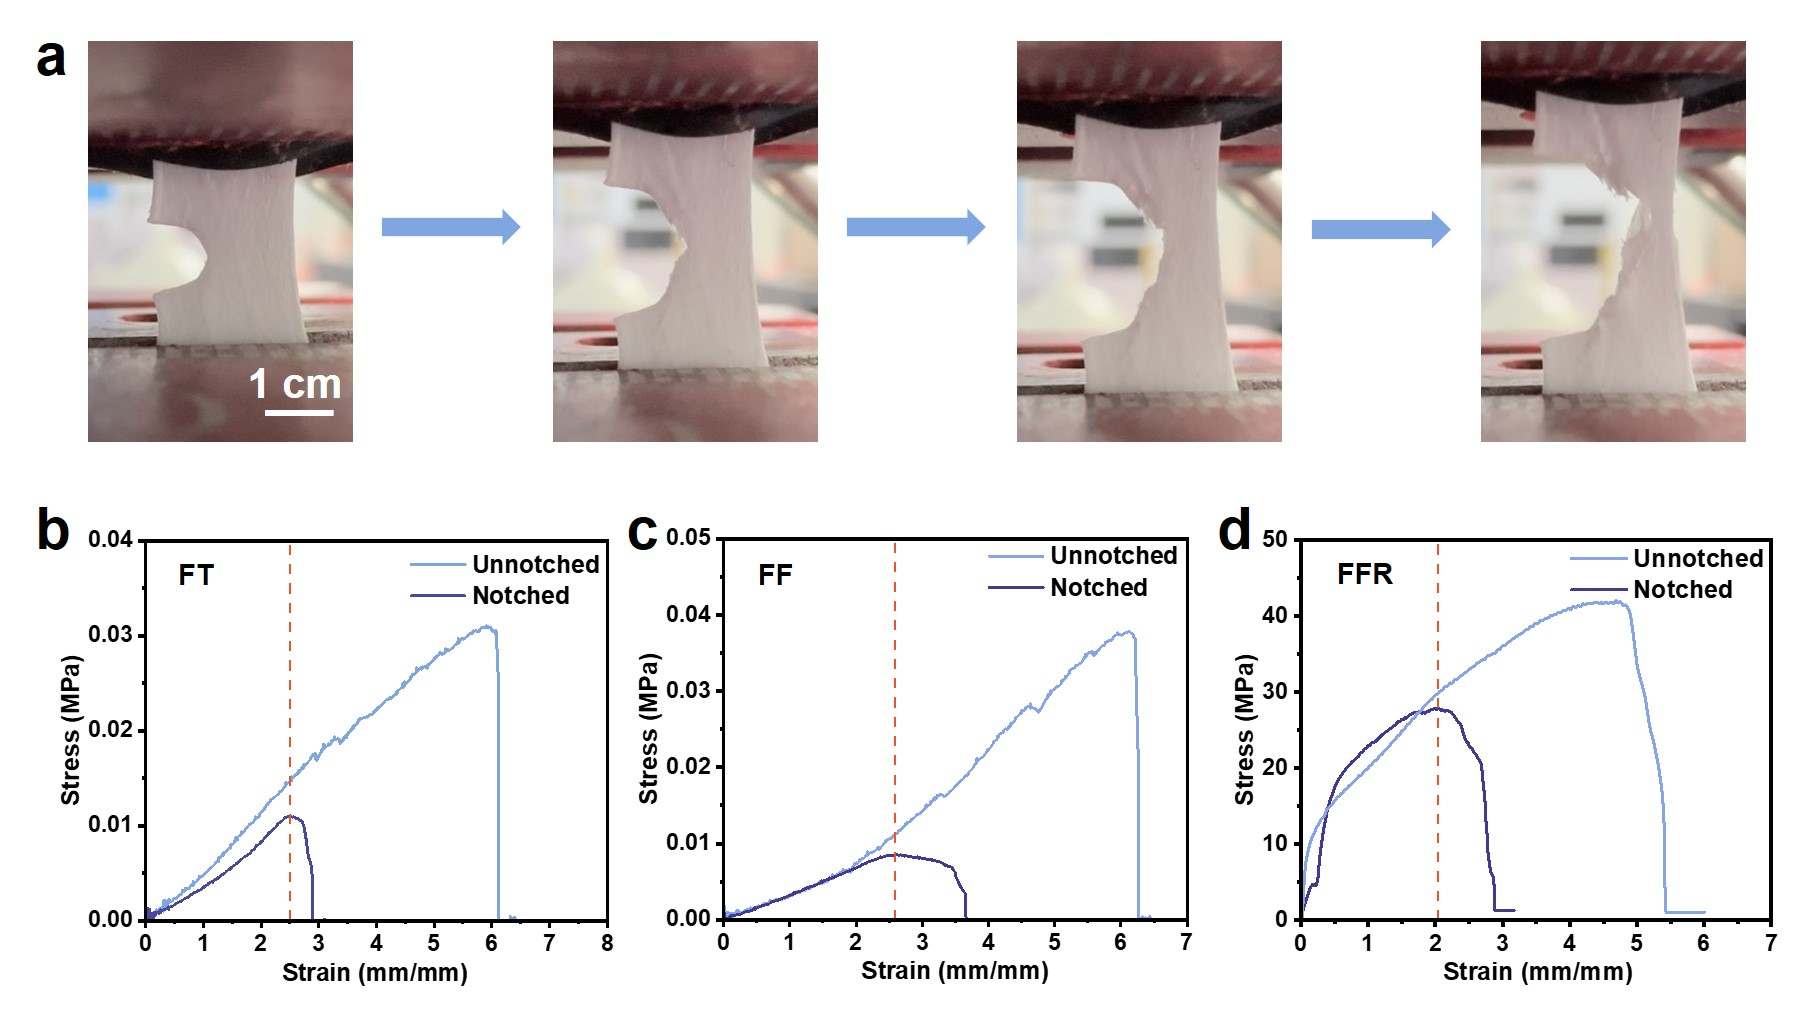 a
1 cm
b
0.04
0.03
0.02
0.01
0.00
Stress (MPa)
FT
Unnotched
Notched
0 1 2 3 4 5 6 7 8
Strain (mm/mm)
c
0.05
0.04
0.03
0.02
0.01
0.00
Stress (MPa)
FF
Unnotched
Notched
0 1 2 3 4 5 6 7
Strain (mm/mm)
d
50
40
30
20
10
0
Stress (MPa)
FFR
Unnotched
Notched
0 1 2 3 4 5 6 7
Strain (mm/mm)